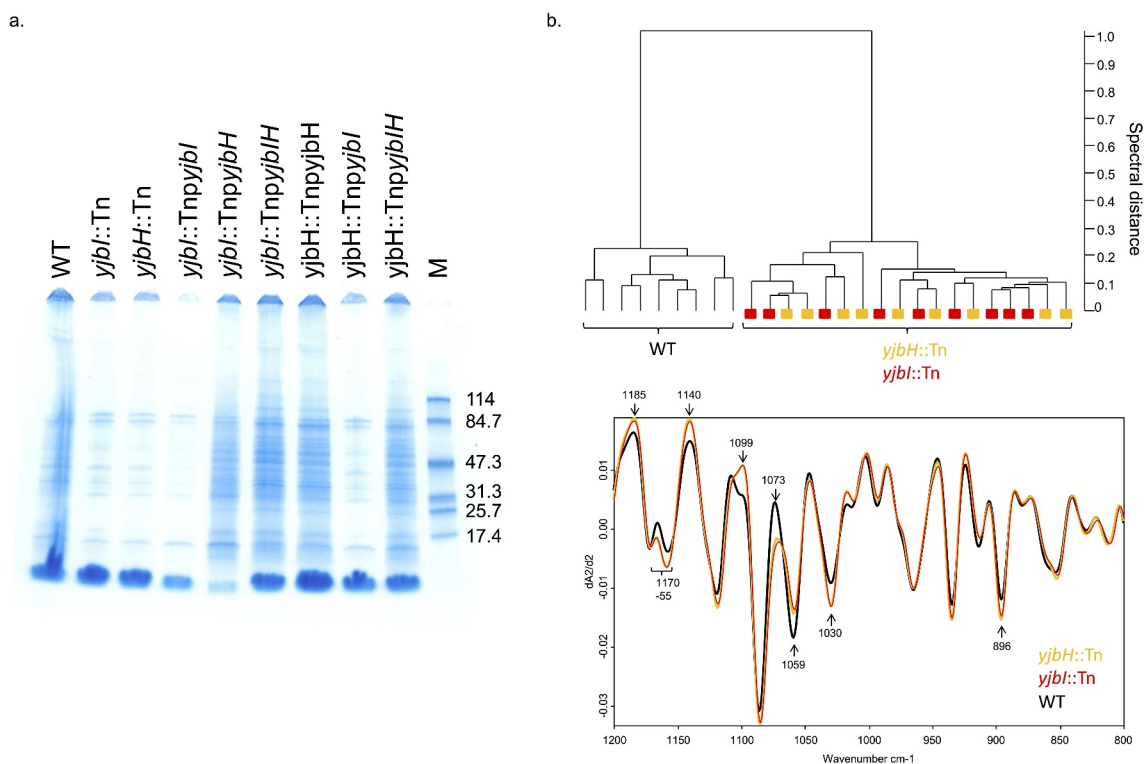 a.
WT
yjbI::Tn
yjbH::Tn
yjbI::TnpyjbI
yjbI::TnpyjbH
yjbI::TnpyjbIH
yjbH::TnpyjbH
yjbH::TnpyjbI
yjbH::TnpyjbIH
M
114
84.7
47.3
31.3
25.7
17.4
b.
1.0
0.9
0.8
0.7
0.6
0.5
0.4
0.3
0.2
0.1
0
Spectral distance
WT
yjbH::Tn
yjbI::Tn
1185
1140
1099
1073
1170
-55
1059
1030
896
0.01
0.00
-0.01
-0.02
-0.03
dA2/d2
yjbH::Tn
yjbI::Tn
WT
1200 1150 1100 1050 1000 950 900 850 800
Wavenumber cm-1